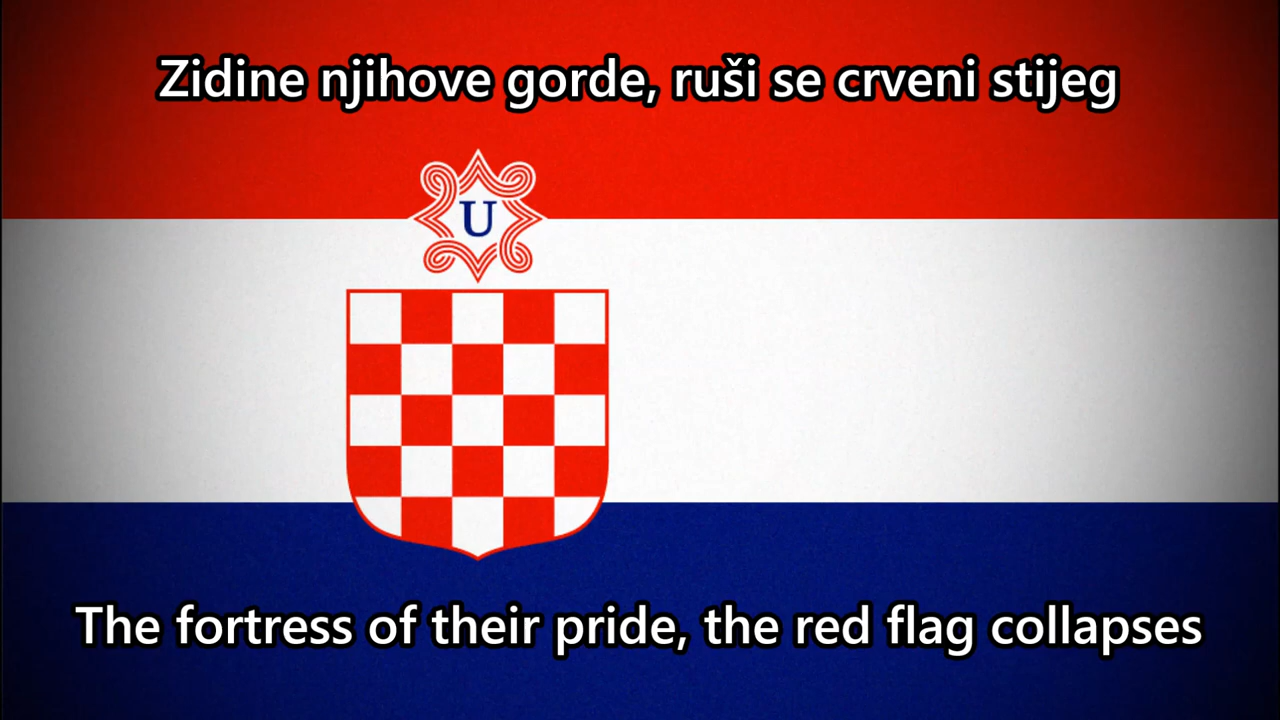 Zidine njihove gorde, ruši se crveni stijeg
U
The fortress of their pride, the red flag collapses